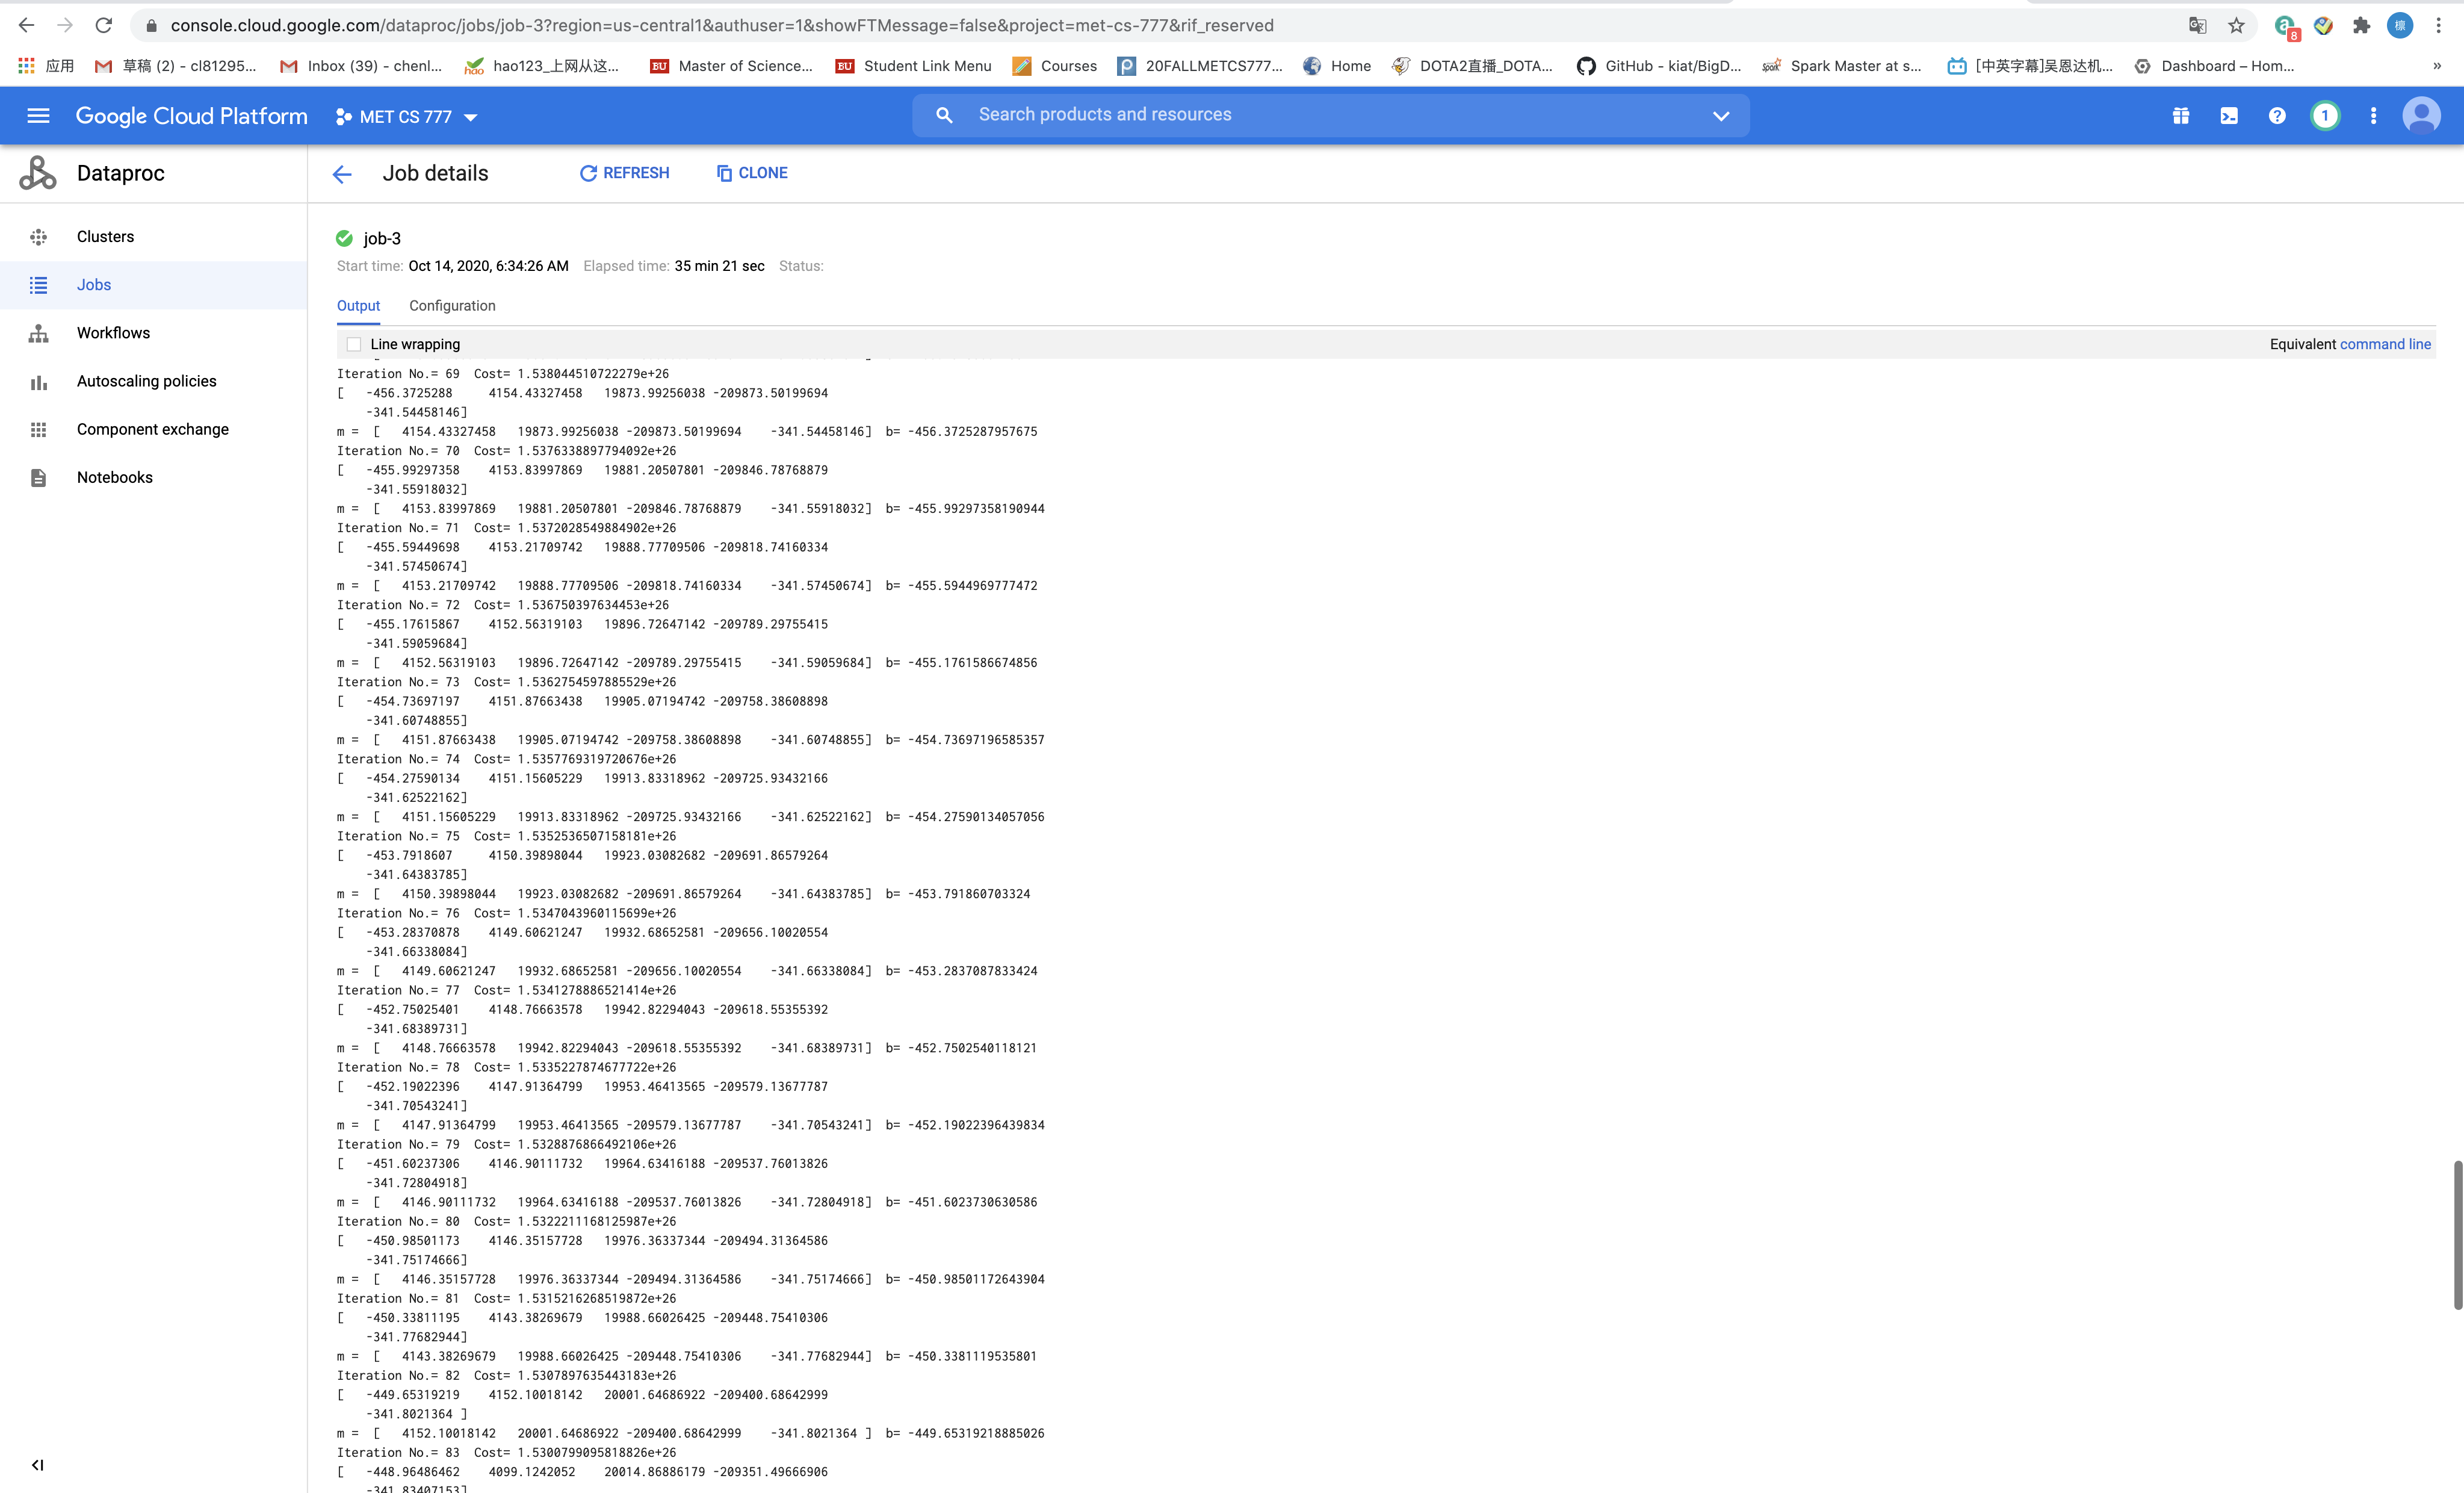 console.cloud.google.com/dataproc/jobs/job-3?region=us-central1&authuser=1&showFTMessage=false&project=met-cs-777&rif_reserved
8
標
应用 草稿 (2) - cl81295... Inbox (39) - chenl... hao123_上网从这... BU Master of Science... BU Student Link Menu Courses 20FALLMETCS777... Home DOTA2直播_DOTA... GitHub - kiat/BigD... Spark Master at s... [中英字幕]吴恩达机... Dashboard – Hom... »
Google Cloud Platform MET CS 777 Search products and resources 1
Dataproc Job details REFRESH CLONE
Clusters
Jobs
Workflows
Autoscaling policies
Component exchange
Notebooks
job-3
Start time: Oct 14, 2020, 6:34:26 AM Elapsed time: 35 min 21 sec Status:
Output Configuration
Line wrapping Equivalent command line
Iteration No.= 69 Cost= 1.538044510722279e+26
[ -456.3725288 4154.43327458 19873.99256038 -209873.50199694
-341.54458146]
m = [ 4154.43327458 19873.99256038 -209873.50199694 -341.54458146] b= -456.3725287957675
Iteration No.= 70 Cost= 1.5376338897794092e+26
[ -455.99297358 4153.83997869 19881.20507801 -209846.78768879
-341.55918032]
m = [ 4153.83997869 19881.20507801 -209846.78768879 -341.55918032] b= -455.99297358190944
Iteration No.= 71 Cost= 1.5372028549884902e+26
[ -455.59449698 4153.21709742 19888.77709506 -209818.74160334
-341.57450674]
m = [ 4153.21709742 19888.77709506 -209818.74160334 -341.57450674] b= -455.5944969777472
Iteration No.= 72 Cost= 1.536750397634453e+26
[ -455.17615867 4152.56319103 19896.72647142 -209789.29755415
-341.59059684]
m = [ 4152.56319103 19896.72647142 -209789.29755415 -341.59059684] b= -455.1761586674856
Iteration No.= 73 Cost= 1.5362754597885529e+26
[ -454.73697197 4151.87663438 19905.07194742 -209758.38608898
-341.60748855]
m = [ 4151.87663438 19905.07194742 -209758.38608898 -341.60748855] b= -454.73697196585357
Iteration No.= 74 Cost= 1.5357769319720676e+26
[ -454.27590134 4151.15605229 19913.83318962 -209725.93432166
-341.62522162]
m = [ 4151.15605229 19913.83318962 -209725.93432166 -341.62522162] b= -454.27590134057056
Iteration No.= 75 Cost= 1.5352536507158181e+26
[ -453.7918607 4150.39898044 19923.03082682 -209691.86579264
-341.64383785]
m = [ 4150.39898044 19923.03082682 -209691.86579264 -341.64383785] b= -453.791860703324
Iteration No.= 76 Cost= 1.5347043960115699e+26
[ -453.28370878 4149.60621247 19932.68652581 -209656.10020554
-341.66338084]
m = [ 4149.60621247 19932.68652581 -209656.10020554 -341.66338084] b= -453.2837087833424
Iteration No.= 77 Cost= 1.5341278886521414e+26
[ -452.75025401 4148.76663578 19942.82294043 -209618.55355392
-341.68389731]
m = [ 4148.76663578 19942.82294043 -209618.55355392 -341.68389731] b= -452.7502540118121
Iteration No.= 78 Cost= 1.5335227874677722e+26
[ -452.19022396 4147.91364799 19953.46413565 -209579.13677787
-341.70543241]
m = [ 4147.91364799 19953.46413565 -209579.13677787 -341.70543241] b= -452.19022396439834
Iteration No.= 79 Cost= 1.5328876866492106e+26
[ -451.60237306 4146.90111732 19964.63416188 -209537.76013826
-341.72804918]
m = [ 4146.90111732 19964.63416188 -209537.76013826 -341.72804918] b= -451.6023730630586
Iteration No.= 80 Cost= 1.5322211168125987e+26
[ -450.98501173 4146.35157728 19976.36337344 -209494.31364586
-341.75174666]
m = [ 4146.35157728 19976.36337344 -209494.31364586 -341.75174666] b= -450.98501172643904
Iteration No.= 81 Cost= 1.5315216268519872e+26
[ -450.33811195 4143.38269679 19988.66026425 -209448.75410306
-341.77682944]
m = [ 4143.38269679 19988.66026425 -209448.75410306 -341.77682944] b= -450.3381119535801
Iteration No.= 82 Cost= 1.5307897635443183e+26
[ -449.65319219 4152.10018142 20001.64686922 -209400.68642999
-341.8021364 ]
m = [ 4152.10018142 20001.64686922 -209400.68642999 -341.8021364 ] b= -449.65319218885026
Iteration No.= 83 Cost= 1.5300799095818826e+26
[ -448.96486462 4099.1242052 20014.86886179 -209351.49666906
-341.83407153]